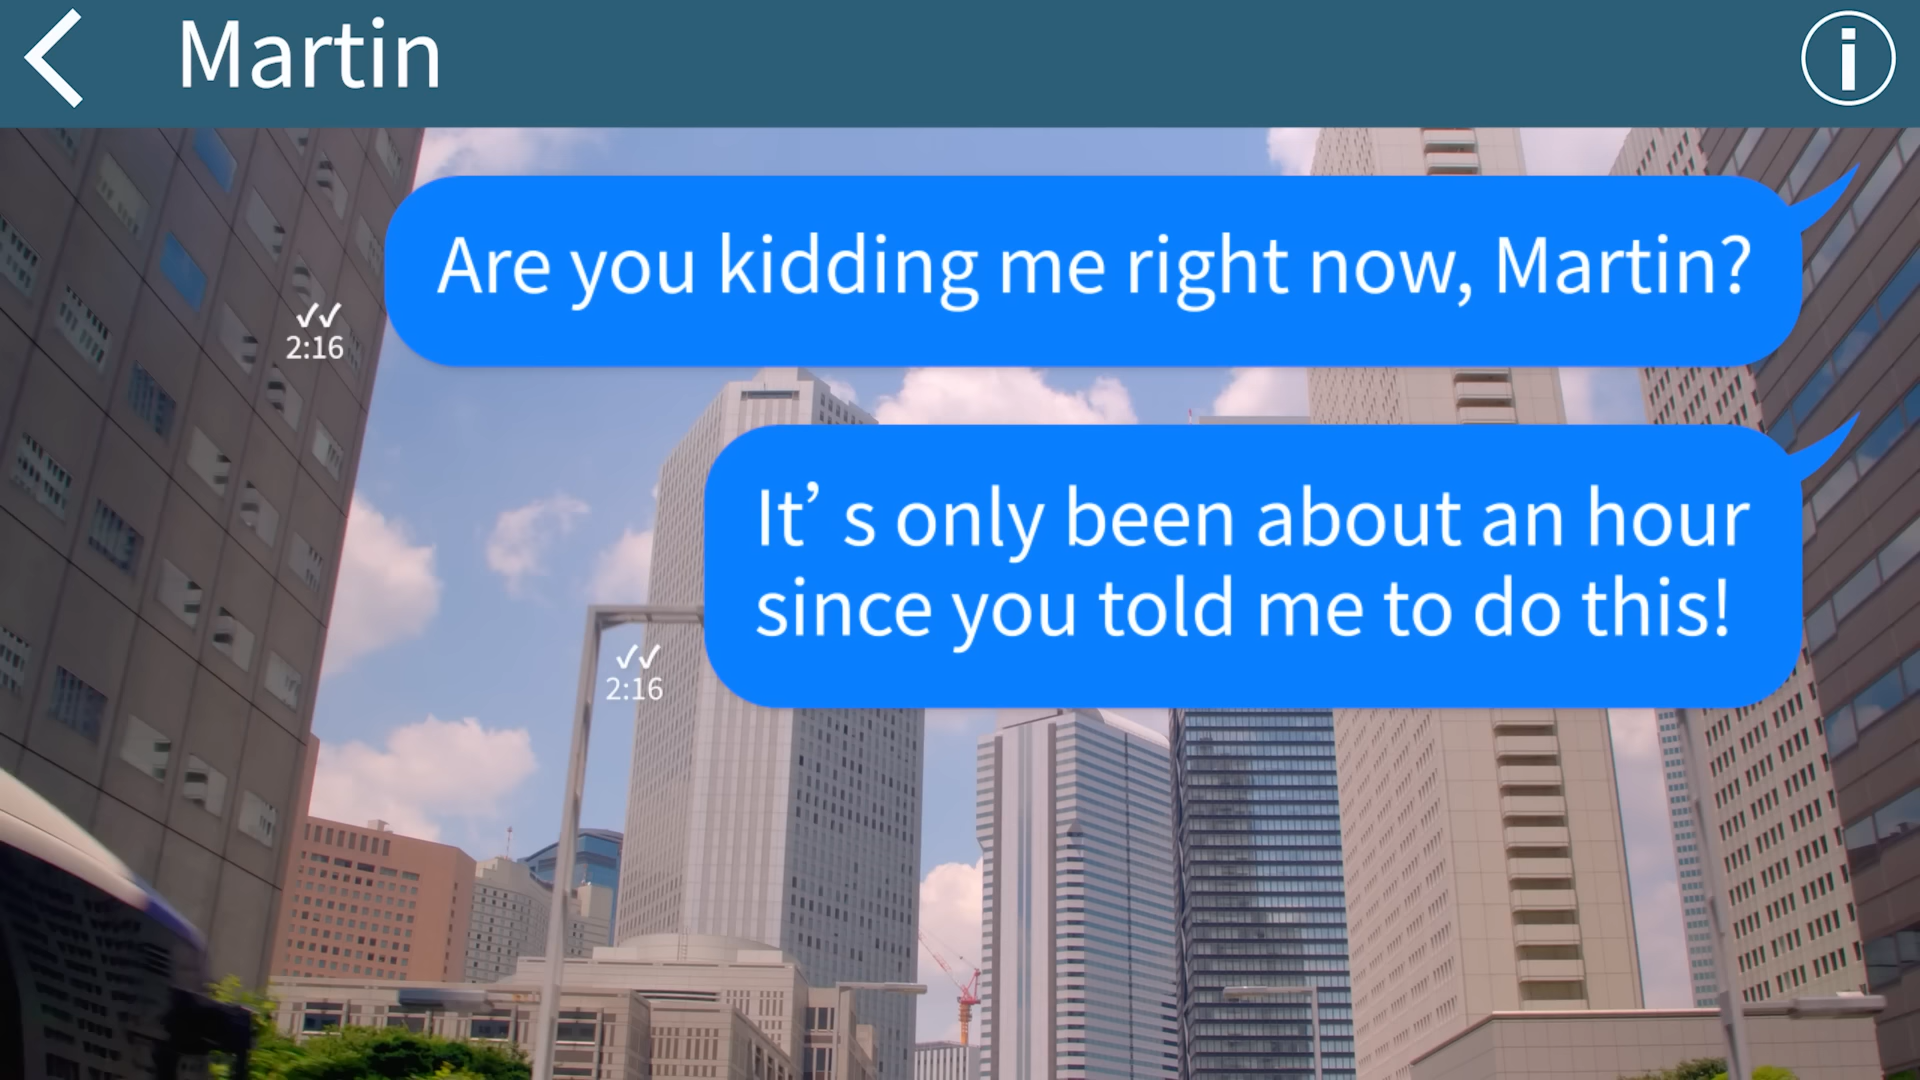 Martin
Are you kidding me right now, Martin?
2:16
It’s only been about an hour
since you told me to do this!
2:16